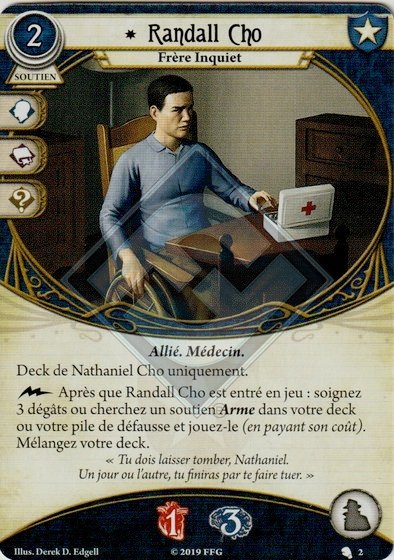 2
Randall Cho
Frère Inquiet
SOUTIEN
Allié. Médecin.
Deck de Nathaniel Cho uniquement.
Après que Randall Cho est entré en jeu : soignez
3 dégâts ou cherchez un soutien Arme dans votre deck
ou votre pile de défausse et jouez-le (en payant son coût).
Mélangez votre deck.
« Tu dois laisser tomber, Nathaniel.
Un jour ou l'autre, tu finiras par te faire tuer. »
1
3
Illus. Derek D. Edgell
© 2019 FFG
2